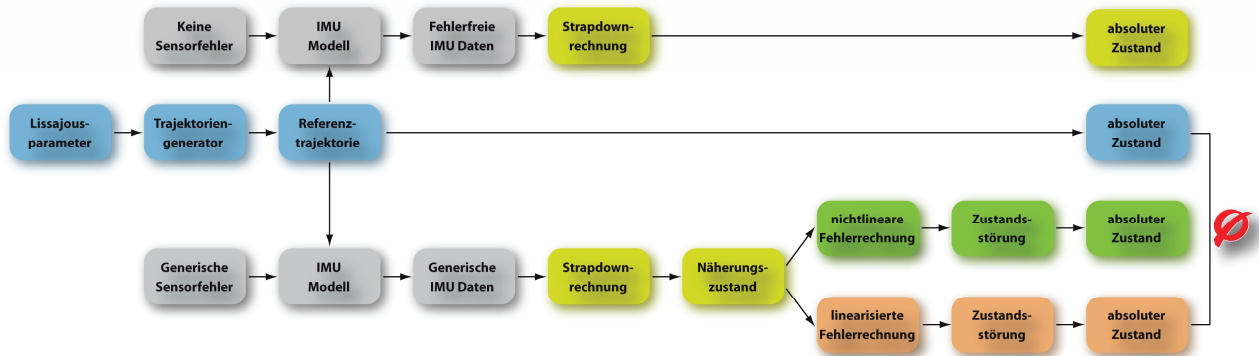 Keine
Sensorfehler
IMU
Modell
Fehlerfreie
IMU Daten
Strapdown-
rechnung
absoluter
Zustand
Lissajous-
parameter
Trajektorien-
generator
Referenz-
trajektorie
absoluter
Zustand
nichtlineare
Fehlerrechnung
Zustands-
störung
absoluter
Zustand
Generische
Sensorfehler
IMU
Modell
Generische
IMU Daten
Strapdown-
rechnung
Näherungs-
zustand
linearisierte
Fehlerrechnung
Zustands-
störung
absoluter
Zustand